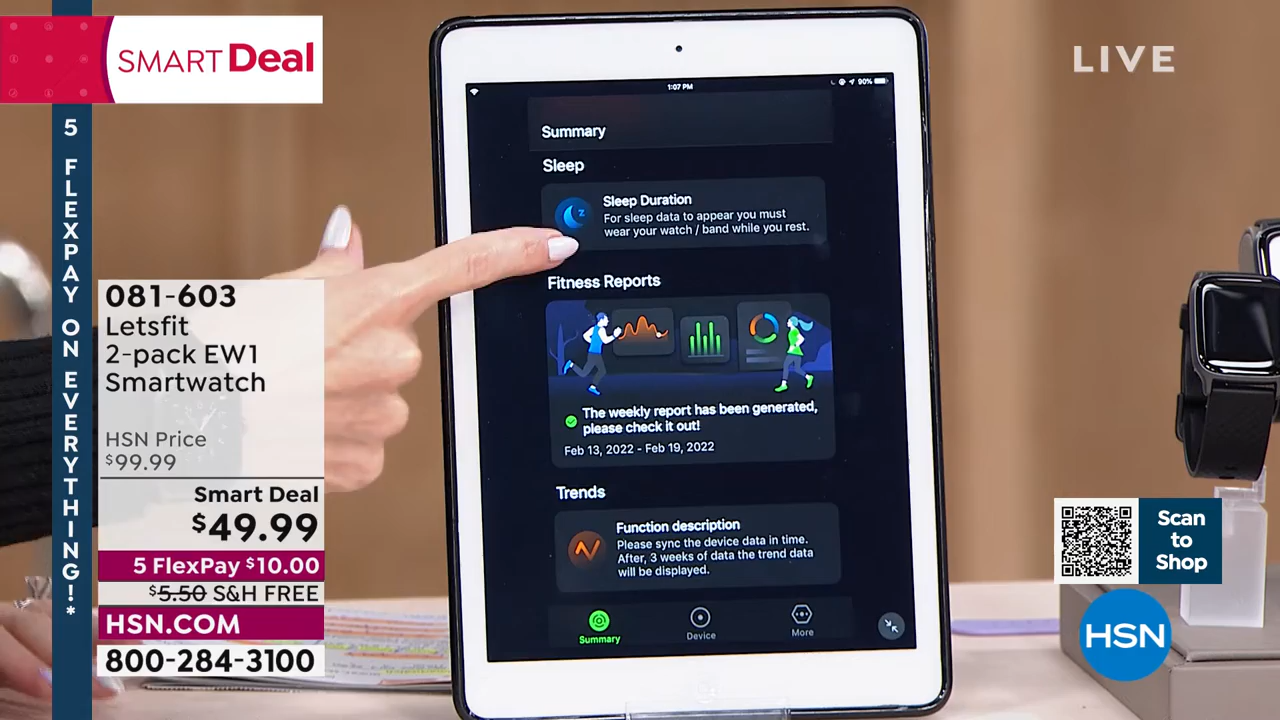 SMART Deal
LIVE
5 FLEXPAY ON EVERYTHING!*
081-603
Letsfit
2-pack EW1
Smartwatch
HSN Price
$99.99
Smart Deal
$49.99
5 FlexPay $10.00
$5.50 S&H FREE
HSN.COM
800-284-3100
1:07 PM
90%
Summary
Sleep
Sleep Duration
For sleep data to appear you must
wear your watch / band while you rest.
Fitness Reports
The weekly report has been generated,
please check it out!
Feb 13, 2022 - Feb 19, 2022
Trends
Function description
Please sync the device data in time.
After, 3 weeks of data the trend data
will be displayed.
Summary
Device
More
Scan
to
Shop
HSN